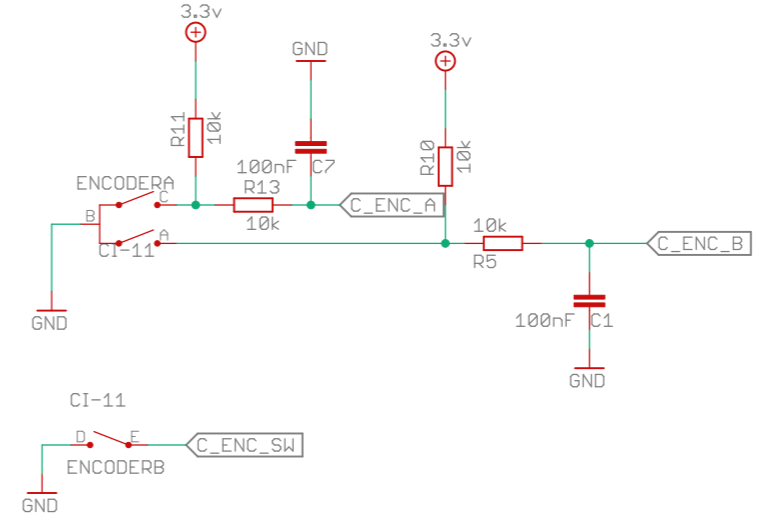 3.3v
GND
3.3v
R11
10k
R10
10k
100nF C7
ENCODERA
R13
C
C_ENC_A
B
10k
10k
A
C_ENC_B
CI-11
R5
GND
100nF C1
GND
CI-11
D
E
C_ENC_SW
ENCODERB
GND